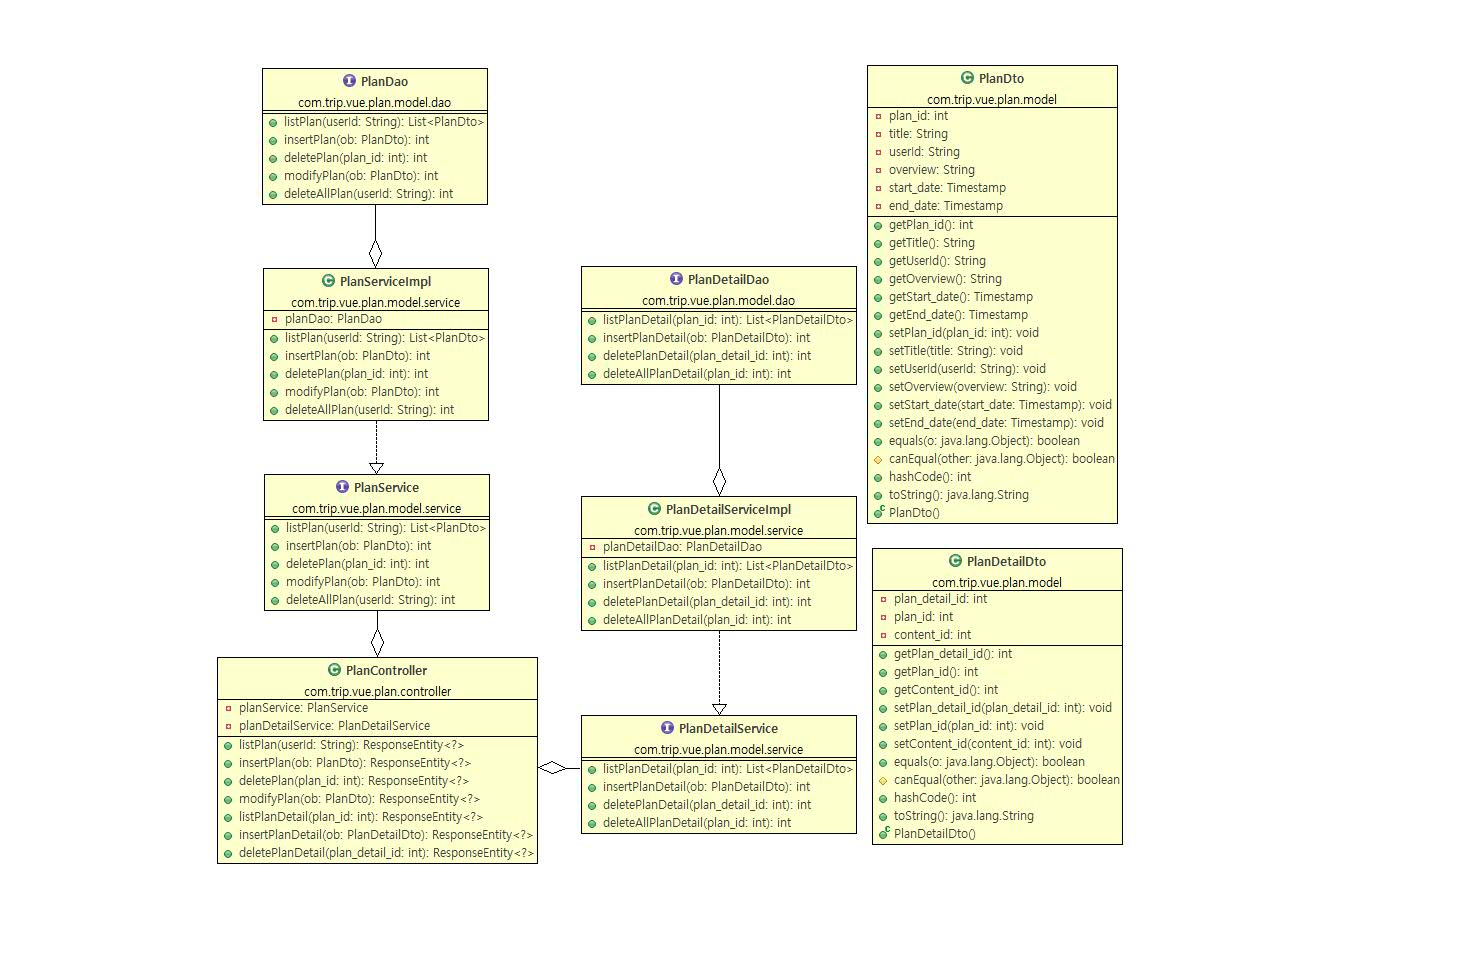 PlanDao
com.trip.vue.plan.model.dao
listPlan(userId: String): List<PlanDto>
insertPlan(ob: PlanDto): int
deletePlan(plan_id: int): int
modifyPlan(ob: PlanDto): int
deleteAllPlan(userId: String): int
PlanServiceImpl
com.trip.vue.plan.model.service
planDao: PlanDao
listPlan(userId: String): List<PlanDto>
insertPlan(ob: PlanDto): int
deletePlan(plan_id: int): int
modifyPlan(ob: PlanDto): int
deleteAllPlan(userId: String): int
PlanService
com.trip.vue.plan.model.service
listPlan(userId: String): List<PlanDto>
insertPlan(ob: PlanDto): int
deletePlan(plan_id: int): int
modifyPlan(ob: PlanDto): int
deleteAllPlan(userId: String): int
PlanController
com.trip.vue.plan.controller
planService: PlanService
planDetailService: PlanDetailService
listPlan(userId: String): ResponseEntity<?>
insertPlan(ob: PlanDto): ResponseEntity<?>
deletePlan(plan_id: int): ResponseEntity<?>
modifyPlan(ob: PlanDto): ResponseEntity<?>
listPlanDetail(plan_id: int): ResponseEntity<?>
insertPlanDetail(ob: PlanDetailDto): ResponseEntity<?>
deletePlanDetail(plan_detail_id: int): ResponseEntity<?>
PlanDetailDao
com.trip.vue.plan.model.dao
listPlanDetail(plan_id: int): List<PlanDetailDto>
insertPlanDetail(ob: PlanDetailDto): int
deletePlanDetail(plan_detail_id: int): int
deleteAllPlanDetail(plan_id: int): int
PlanDetailServiceImpl
com.trip.vue.plan.model.service
planDetailDao: PlanDetailDao
listPlanDetail(plan_id: int): List<PlanDetailDto>
insertPlanDetail(ob: PlanDetailDto): int
deletePlanDetail(plan_detail_id: int): int
deleteAllPlanDetail(plan_id: int): int
PlanDetailService
com.trip.vue.plan.model.service
listPlanDetail(plan_id: int): List<PlanDetailDto>
insertPlanDetail(ob: PlanDetailDto): int
deletePlanDetail(plan_detail_id: int): int
deleteAllPlanDetail(plan_id: int): int
PlanDto
com.trip.vue.plan.model
plan_id: int
title: String
userId: String
overview: String
start_date: Timestamp
end_date: Timestamp
getPlan_id(): int
getTitle(): String
getUserId(): String
getOverview(): String
getStart_date(): Timestamp
getEnd_date(): Timestamp
setPlan_id(plan_id: int): void
setTitle(title: String): void
setUserId(userId: String): void
setOverview(overview: String): void
setStart_date(start_date: Timestamp): void
setEnd_date(end_date: Timestamp): void
equals(o: java.lang.Object): boolean
canEqual(other: java.lang.Object): boolean
hashCode(): int
toString(): java.lang.String
PlanDto()
PlanDetailDto
com.trip.vue.plan.model
plan_detail_id: int
plan_id: int
content_id: int
getPlan_detail_id(): int
getPlan_id(): int
getContent_id(): int
setPlan_detail_id(plan_detail_id: int): void
setPlan_id(plan_id: int): void
setContent_id(content_id: int): void
equals(o: java.lang.Object): boolean
canEqual(other: java.lang.Object): boolean
hashCode(): int
toString(): java.lang.String
PlanDetailDto()